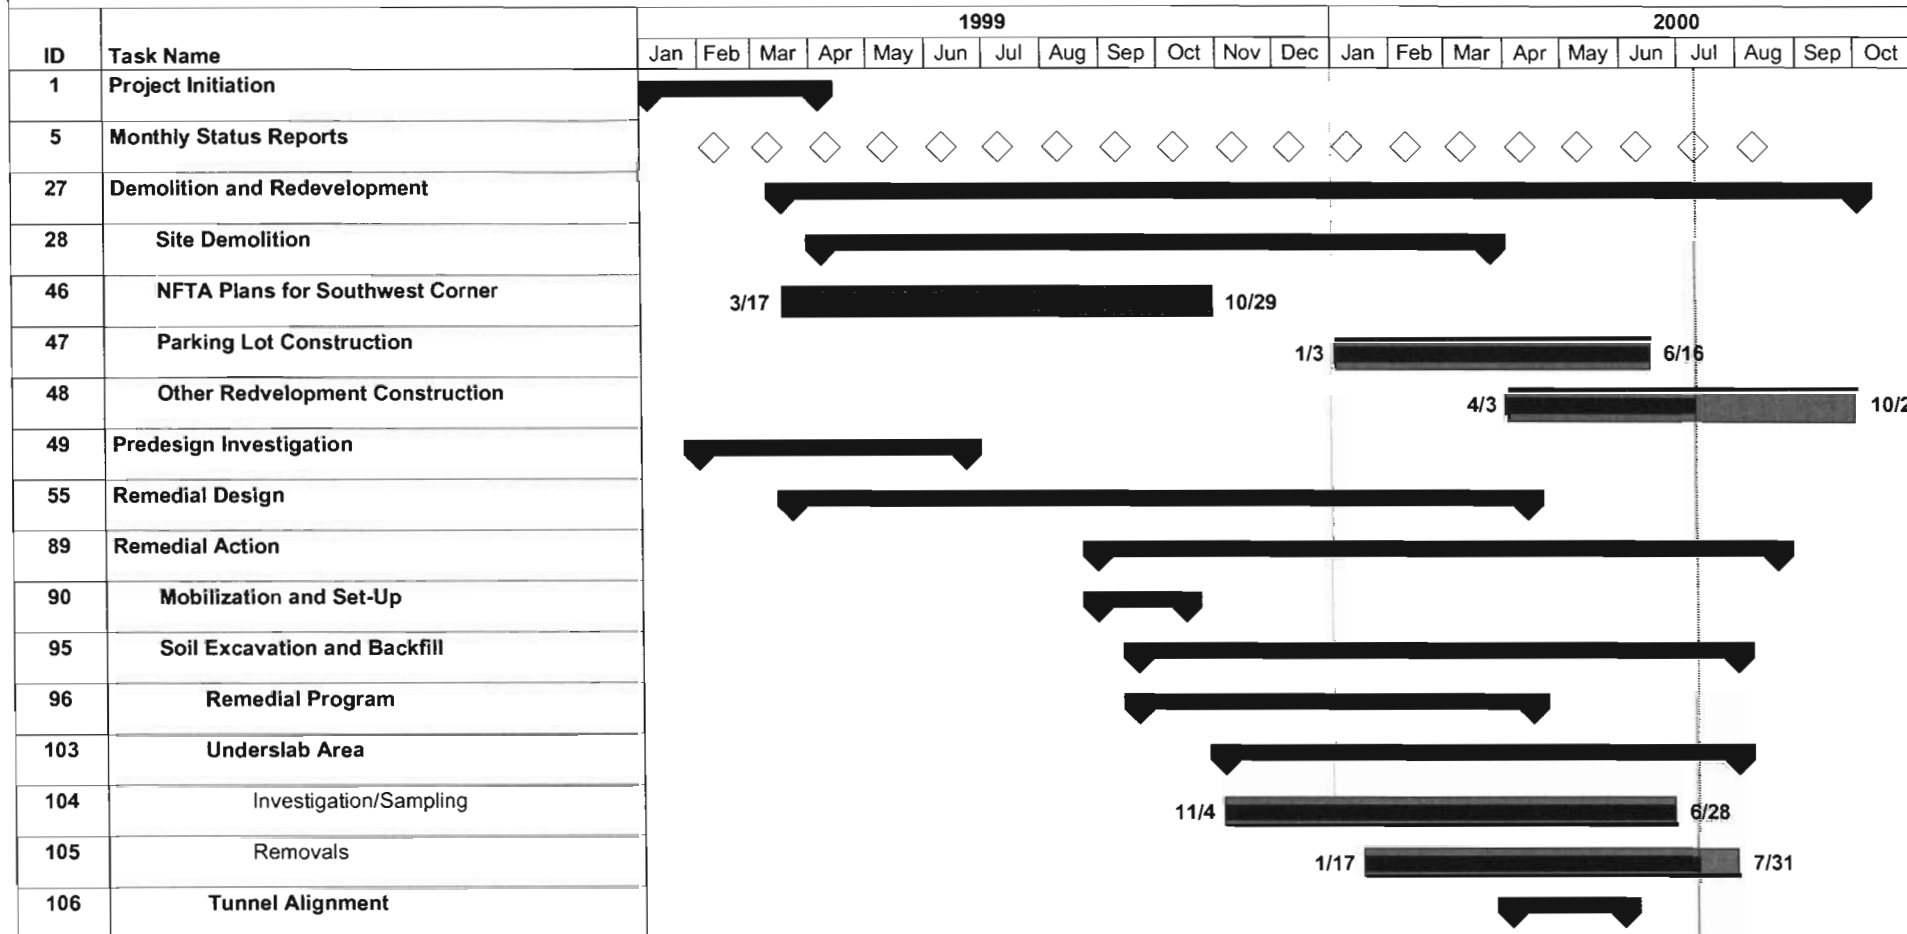 1999 2000
ID Task Name Jan Feb Mar Apr May Jun Jul Aug Sep Oct Nov Dec Jan Feb Mar Apr May Jun Jul Aug Sep Oct
1 Project Initiation
5 Monthly Status Reports
27 Demolition and Redevelopment
28 Site Demolition
46 NFTA Plans for Southwest Corner 3/17 10/29
47 Parking Lot Construction 1/3 6/16
48 Other Redvelopment Construction 4/3 10/2
49 Predesign Investigation
55 Remedial Design
89 Remedial Action
90 Mobilization and Set-Up
95 Soil Excavation and Backfill
96 Remedial Program
103 Underslab Area
104 Investigation/Sampling 11/4 6/28
105 Removals 1/17 7/31
106 Tunnel Alignment